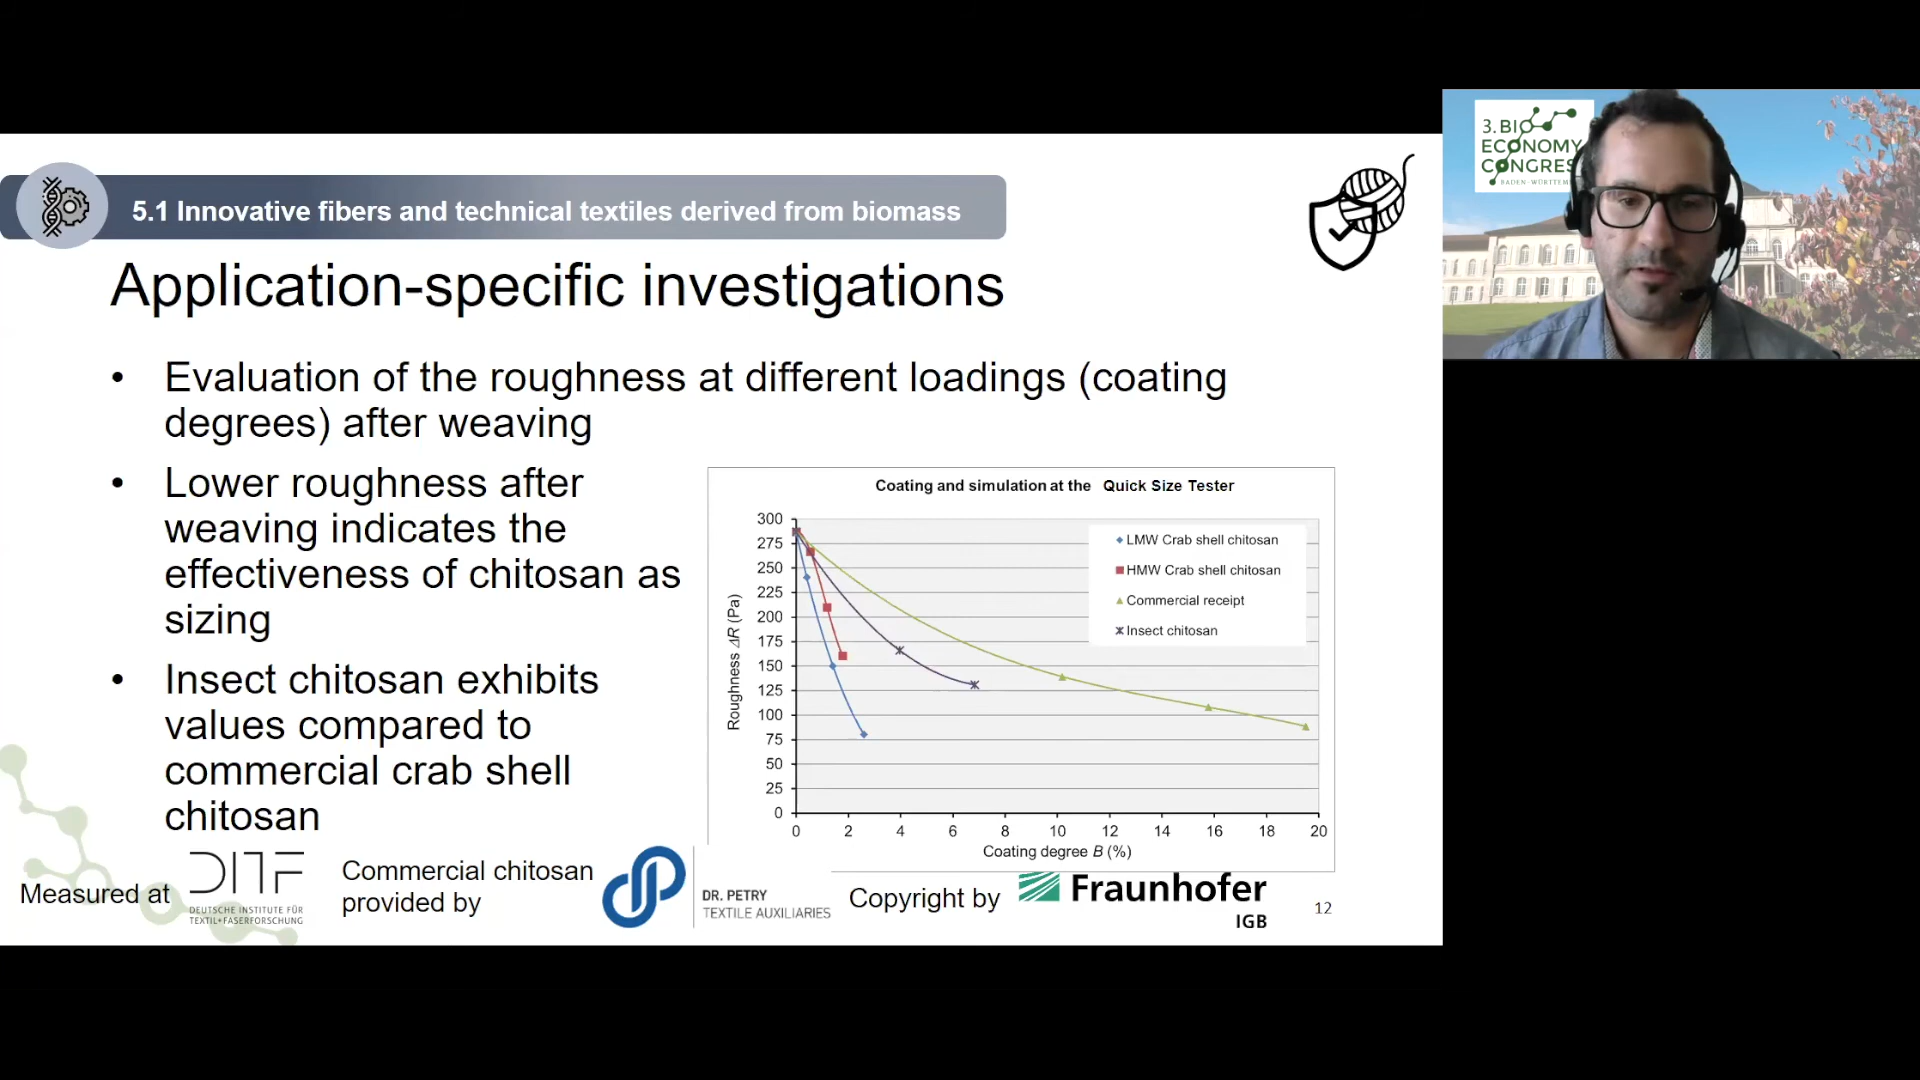 5.1 Innovative fibers and technical textiles derived from biomass
Application-specific investigations
• Evaluation of the roughness at different loadings (coating
degrees) after weaving
• Lower roughness after
weaving indicates the
effectiveness of chitosan as
sizing
• Insect chitosan exhibits
values compared to
commercial crab shell
chitosan
Coating and simulation at the Quick Size Tester
300
275
250
225
200
175
150
125
100
75
50
25
0
Roughness ΔR (Pa)
LMW Crab shell chitosan
HMW Crab shell chitosan
Commercial receipt
Insect chitosan
0 2 4 6 8 10 12 14 16 18 20
Coating degree B (%)
Measured at
DITF
DEUTSCHE INSTITUTE FÜR
TEXTIL+FASERFORSCHUNG
Commercial chitosan
provided by
DR. PETRY
TEXTILE AUXILIARIES
Copyright by
Fraunhofer
IGB
12
3. BIO
ECONOMY
CONGRES
BADEN-WÜRTTEM